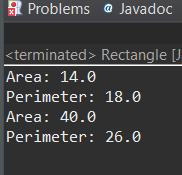 Problems @ Javadoc
<terminated> Rectangle [J
Area: 14.0
Perimeter: 18.0
Area: 40.0
Perimeter: 26.0